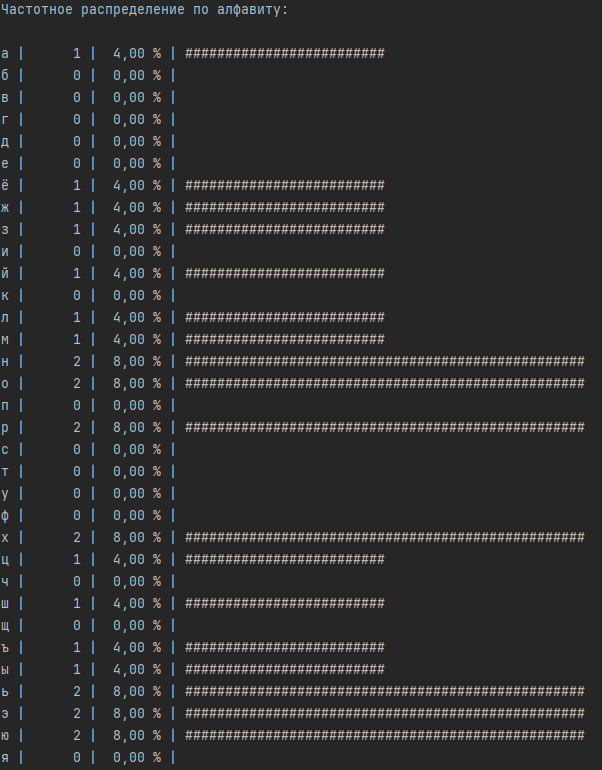 Частотное распределение по алфавиту:
а | 1 | 4,00 % | #########################
б | 0 | 0,00 % |
в | 0 | 0,00 % |
г | 0 | 0,00 % |
д | 0 | 0,00 % |
е | 0 | 0,00 % |
ё | 1 | 4,00 % | #########################
ж | 1 | 4,00 % | #########################
з | 1 | 4,00 % | #########################
и | 0 | 0,00 % |
й | 1 | 4,00 % | #########################
к | 0 | 0,00 % |
л | 1 | 4,00 % | #########################
м | 1 | 4,00 % | #########################
н | 2 | 8,00 % | ##################################################
о | 2 | 8,00 % | ##################################################
п | 0 | 0,00 % |
р | 2 | 8,00 % | ##################################################
с | 0 | 0,00 % |
т | 0 | 0,00 % |
у | 0 | 0,00 % |
ф | 0 | 0,00 % |
х | 2 | 8,00 % | ##################################################
ц | 1 | 4,00 % | #########################
ч | 0 | 0,00 % |
ш | 1 | 4,00 % | #########################
щ | 0 | 0,00 % |
ъ | 1 | 4,00 % | #########################
ы | 1 | 4,00 % | #########################
ь | 2 | 8,00 % | ##################################################
э | 2 | 8,00 % | ##################################################
ю | 2 | 8,00 % | ##################################################
я | 0 | 0,00 % |